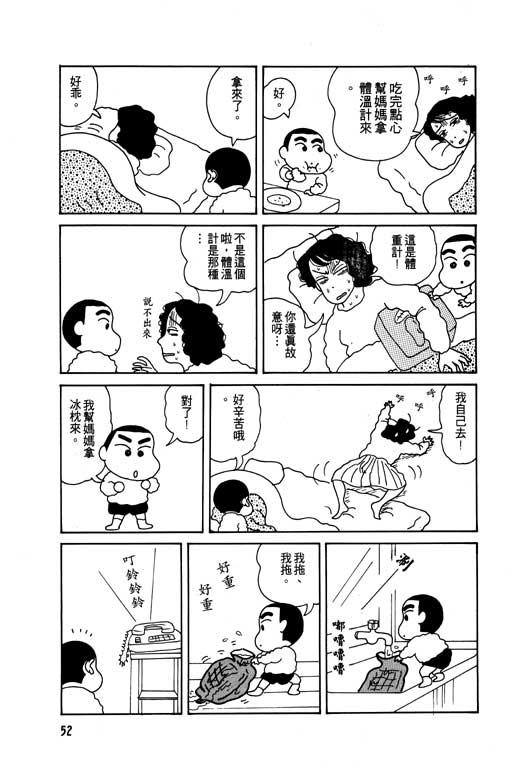 呼
呼
呼
吃完點心
幫媽媽拿
體溫計來
。
好。
拿來了。
好乖。
這是體
重計!
你還真故
意呀…
不是這個
啦,體溫
計是那種
…
說不出來
我自己去!
呼
呼
好辛苦哦
。
對了!
我幫媽媽拿
冰枕來。
唰
嘟嚕嚕嚕
我拖、
我拖。
好重
好重
叮鈴鈴鈴
52